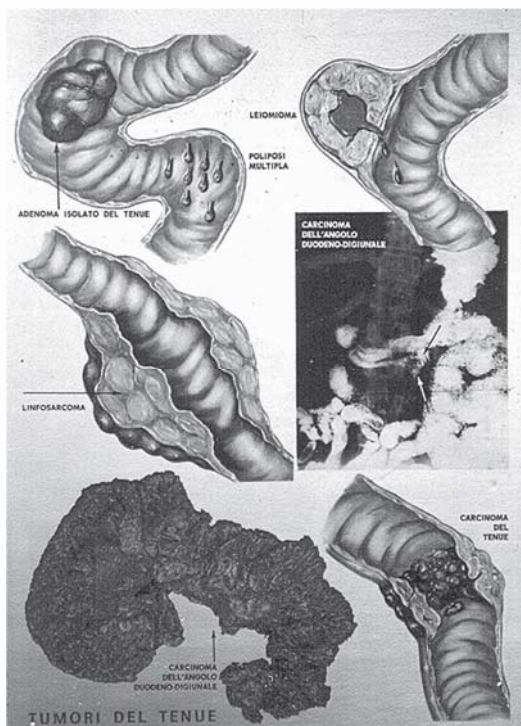 LEIOMIOMA
POLIPOSI
MULTIPLA
ADENOMA ISOLATO DEL TENUE
CARCINOMA
DELL'ANGOLO
DUODENO-DIGIUNALE
LINFOSARCOMA
CARCINOMA
DEL
TENUE
CARCINOMA
DELL'ANGOLO
DUODENO-DIGIUNALE
TUMORI DEL TENUE